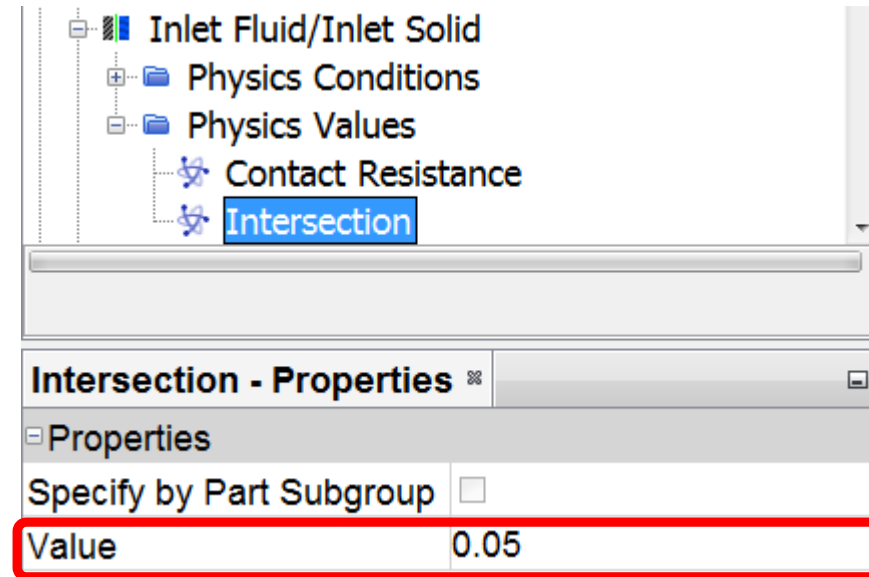 Inlet Fluid/Inlet Solid
Physics Conditions
Physics Values
Contact Resistance
Intersection
Intersection - Properties
Properties
Specify by Part Subgroup
Value 0.05